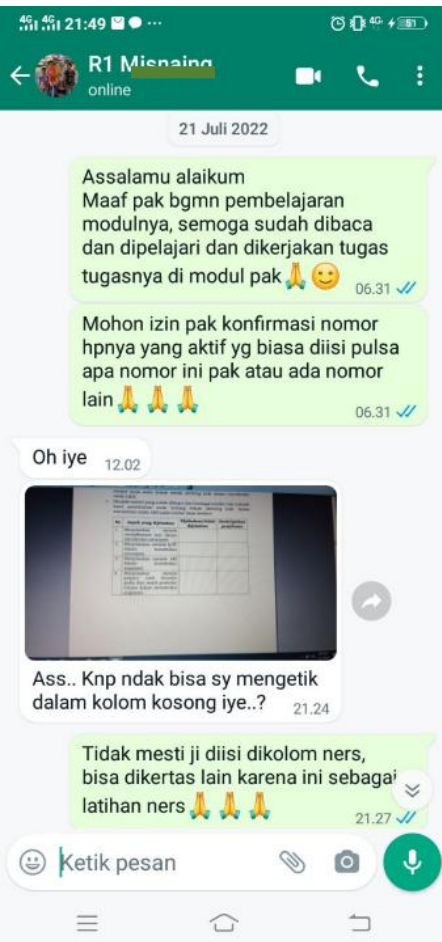 21:49
R1 Misnaing
online
21 Juli 2022
Assalamu alaikum
Maaf pak bgmn pembelajaran
modulnya, semoga sudah dibaca
dan dipelajari dan dikerjakan tugas
tugasnya di modul pak
06.31
Mohon izin pak konfirmasi nomor
hpnya yang aktif yg biasa diisi pulsa
apa nomor ini pak atau ada nomor
lain
06.31
Oh iye
12.02
Ass.. Knp ndak bisa sy mengetik
dalam kolom kosong iye..?
21.24
Tidak mesti ji diisi dikolom ners,
bisa dikertas lain karena ini sebagai
latihan ners
21.27
Ketik pesan